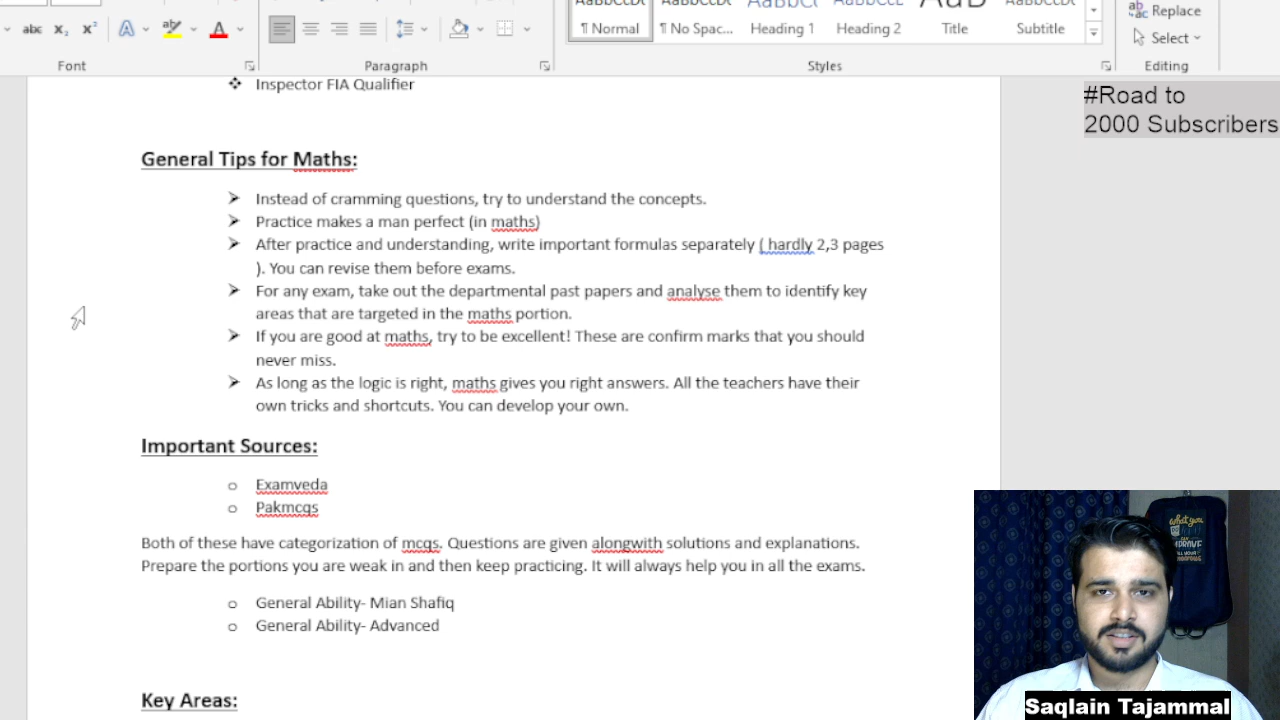 Replace
Select
¶ Normal
¶ No Spac...
Heading 1
Heading 2
Title
Subtitle
Font
Paragraph
Styles
Editing
❖ Inspector FIA Qualifier
#Road to
2000 Subscribers
General Tips for Maths:
➢ Instead of cramming questions, try to understand the concepts.
➢ Practice makes a man perfect (in maths)
➢ After practice and understanding, write important formulas separately ( hardly 2,3 pages
). You can revise them before exams.
➢ For any exam, take out the departmental past papers and analyse them to identify key
areas that are targeted in the maths portion.
➢ If you are good at maths, try to be excellent! These are confirm marks that you should
never miss.
➢ As long as the logic is right, maths gives you right answers. All the teachers have their
own tricks and shortcuts. You can develop your own.
Important Sources:
o Examveda
o Pakmcqs
Both of these have categorization of mcqs. Questions are given alongwith solutions and explanations.
Prepare the portions you are weak in and then keep practicing. It will always help you in all the exams.
o General Ability- Mian Shafiq
o General Ability- Advanced
Key Areas:
what you
Saqlain Tajammal